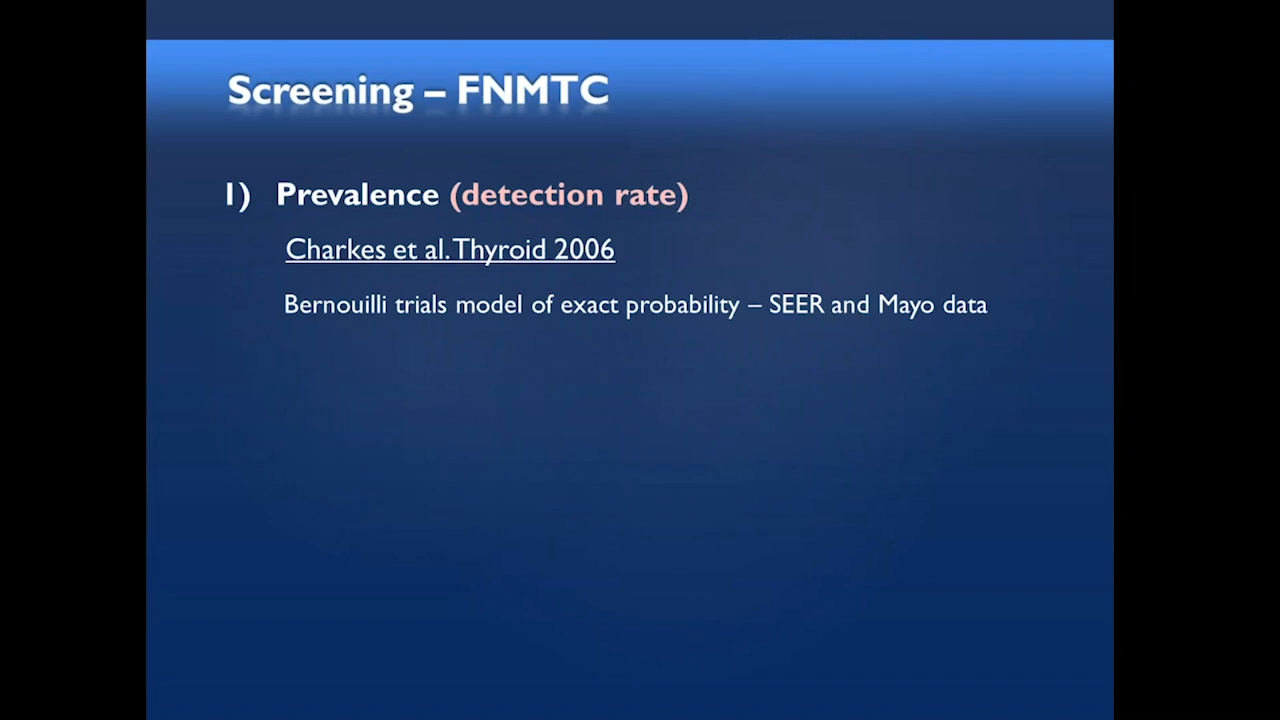 Screening – FNMTC
1) Prevalence (detection rate)
Charkes et al. Thyroid 2006
Bernouilli trials model of exact probability – SEER and Mayo data